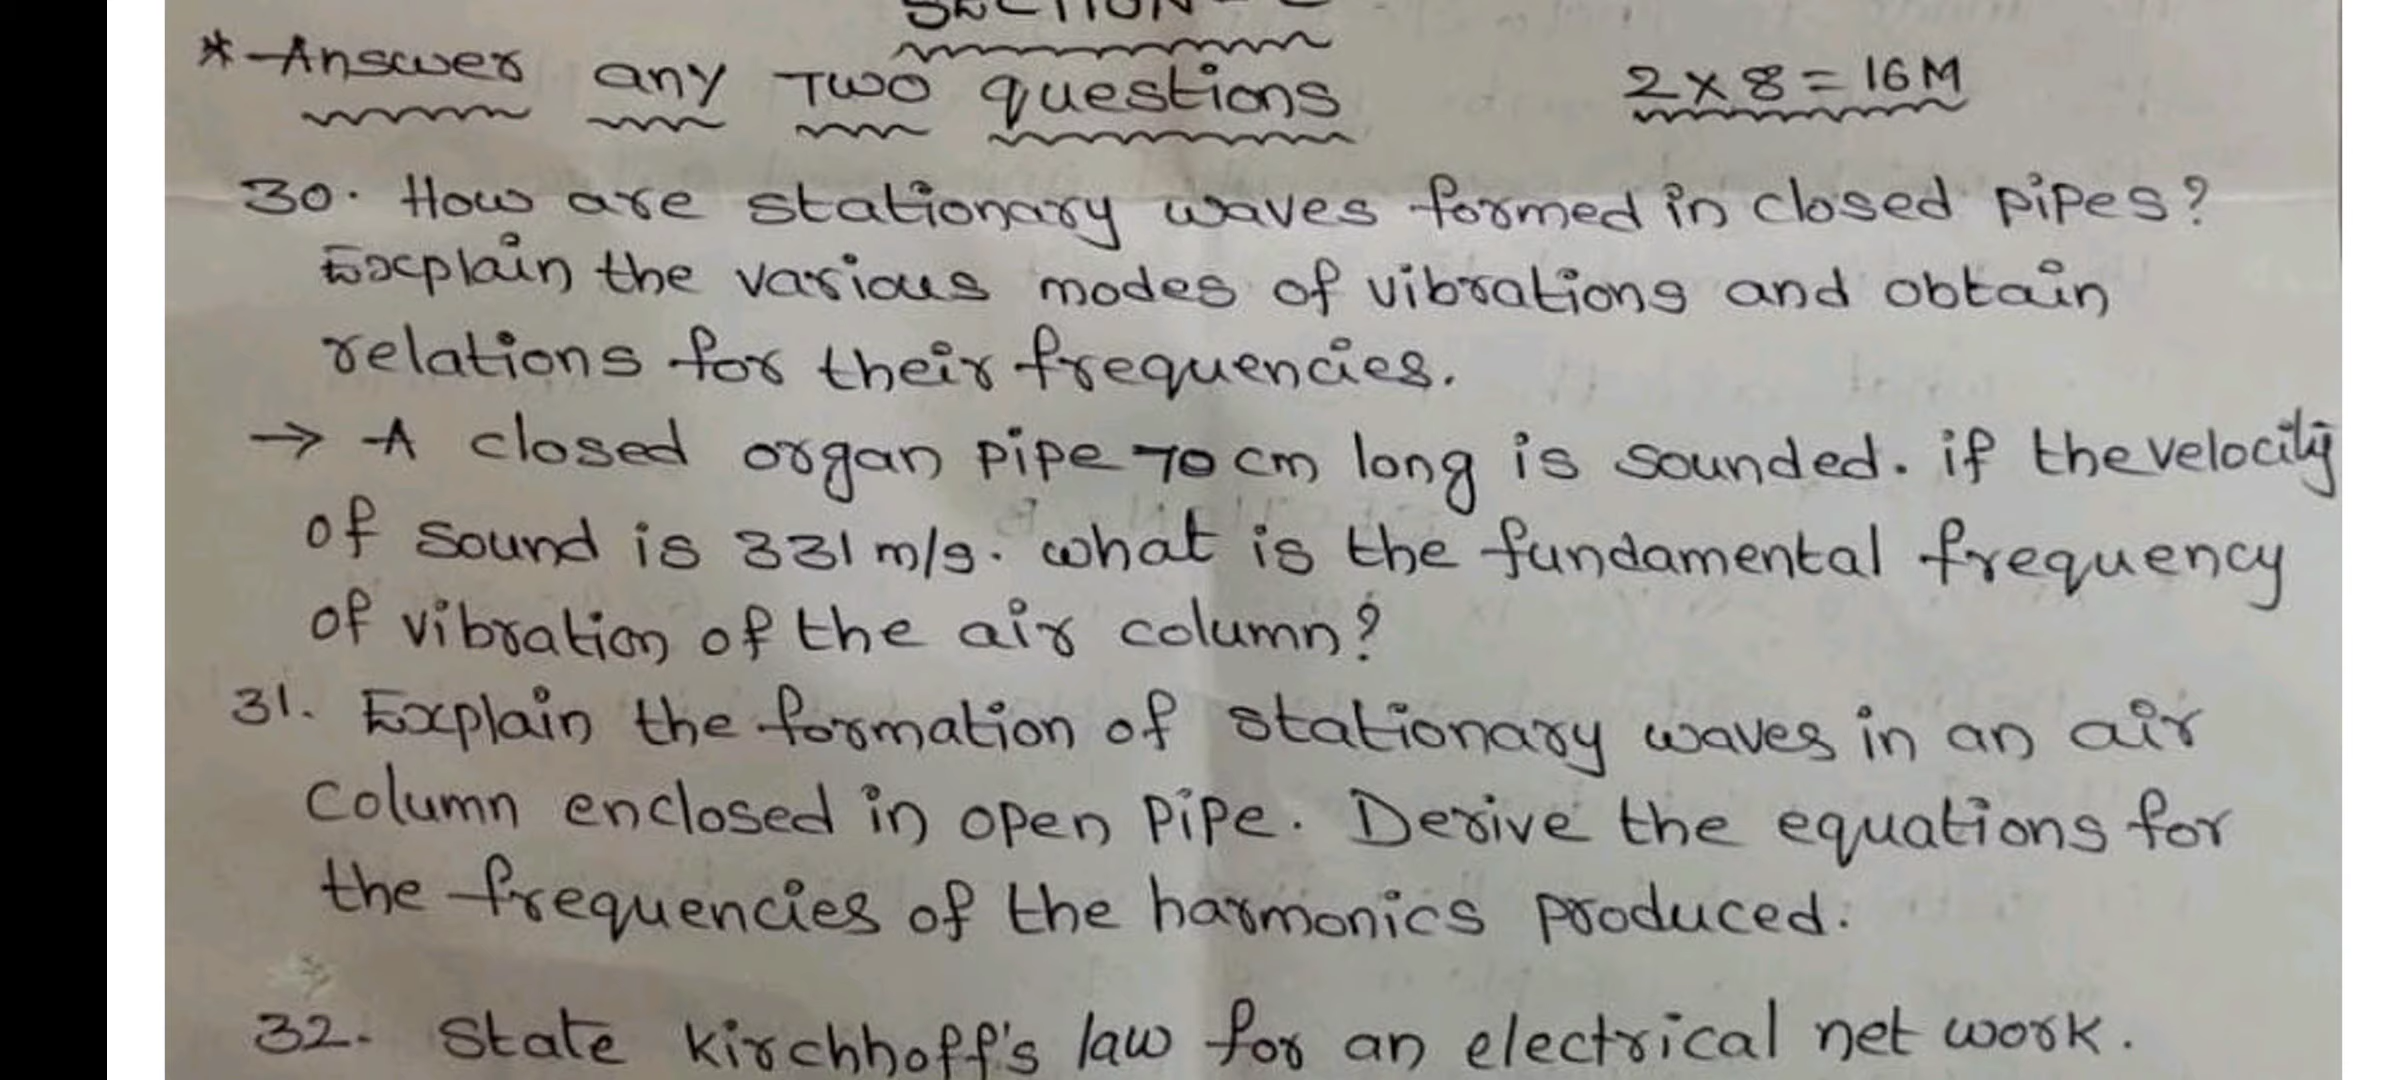 SECTION - C
*Answer any Two questions 2 x 8 = 16M
30. How are stationary waves formed in closed pipes?
Explain the various modes of vibrations and obtain
relations for their frequencies.
→ A closed organ pipe 70 cm long is sounded. if the velocity
of sound is 331 m/s. what is the fundamental frequency
of vibration of the air column?
31. Explain the formation of stationary waves in an air
column enclosed in open pipe. Derive the equations for
the frequencies of the harmonics produced.
32. State kirchhoff's law for an electrical net work.